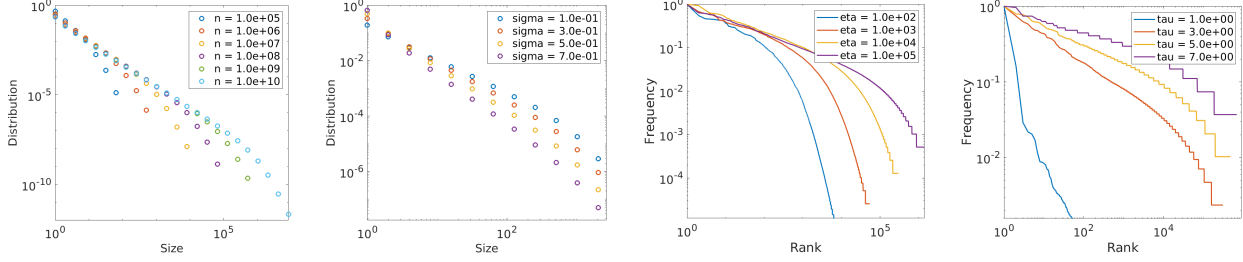 10^0
10^-5
10^-10
10^0
10^5
Distribution
Size
n = 1.0e+05
n = 1.0e+06
n = 1.0e+07
n = 1.0e+08
n = 1.0e+09
n = 1.0e+10
10^0
10^-2
10^-4
10^-6
10^0
10^2
Distribution
Size
sigma = 1.0e-01
sigma = 3.0e-01
sigma = 5.0e-01
sigma = 7.0e-01
10^0
10^-1
10^-2
10^-3
10^-4
10^0
10^5
Frequency
Rank
eta = 1.0e+02
eta = 1.0e+03
eta = 1.0e+04
eta = 1.0e+05
10^0
10^-1
10^-2
10^0
10^2
10^4
Frequency
Rank
tau = 1.0e+00
tau = 3.0e+00
tau = 5.0e+00
tau = 7.0e+00